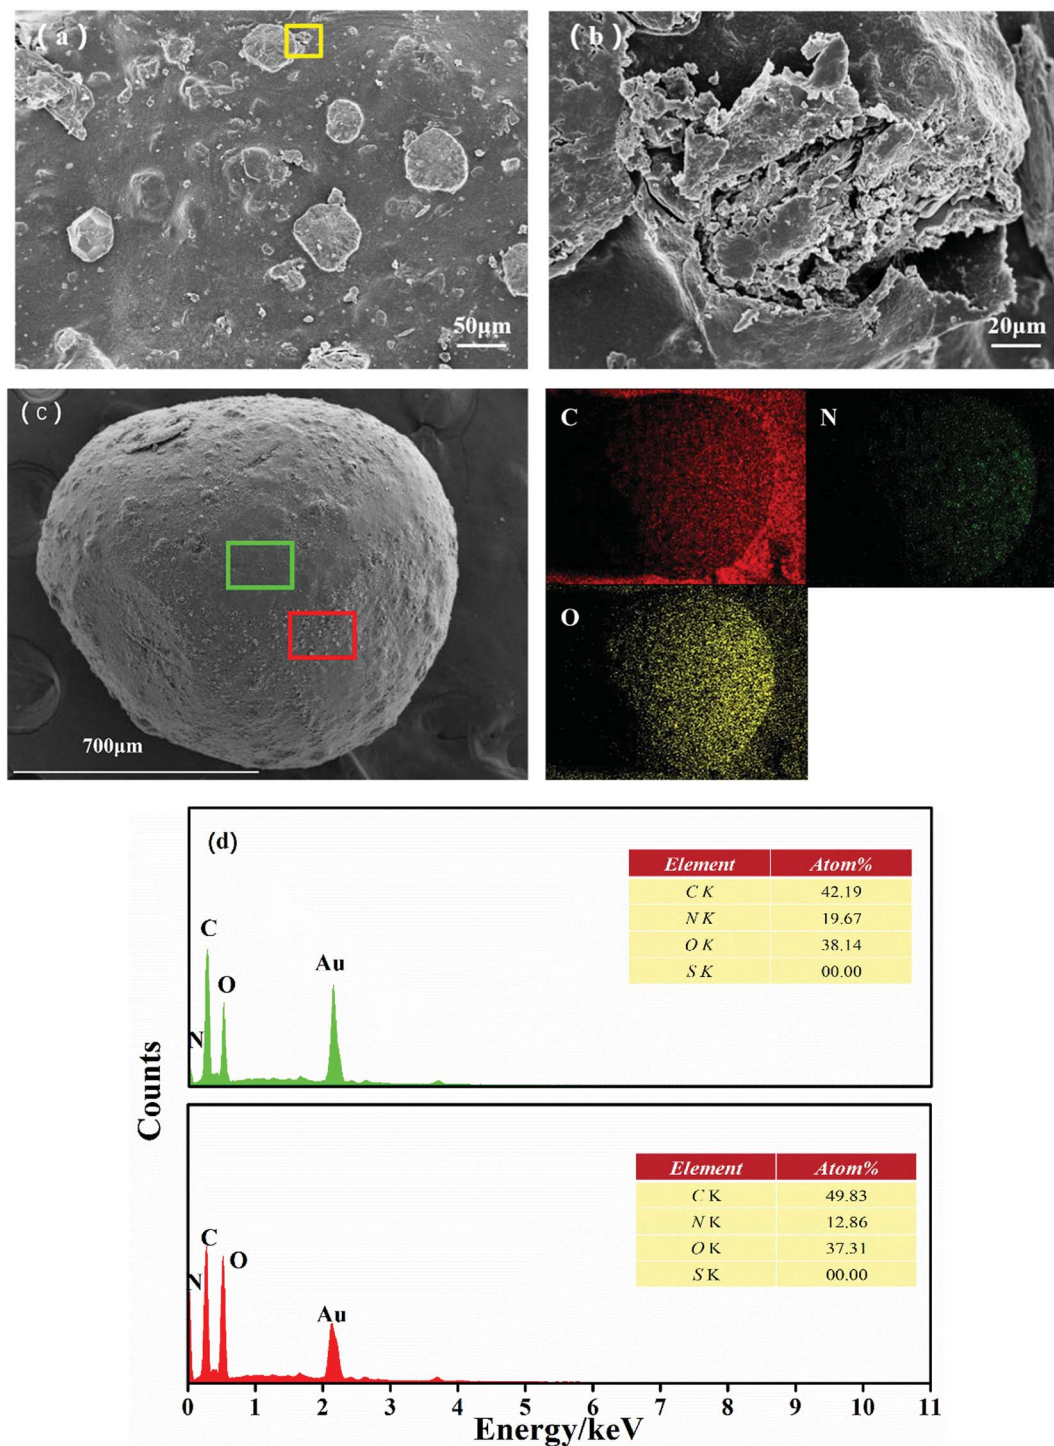 (a)
50μm
(b)
20μm
(c)
700μm
C
N
O
(d)
Element Atom%
C K 42.19
N K 19.67
O K 38.14
S K 00.00
C
O
Au
N
Counts
Element Atom%
C K 49.83
N K 12.86
O K 37.31
S K 00.00
C
O
N
Au
0 1 2 3 4 5 6 7 8 9 10 11
Energy/keV